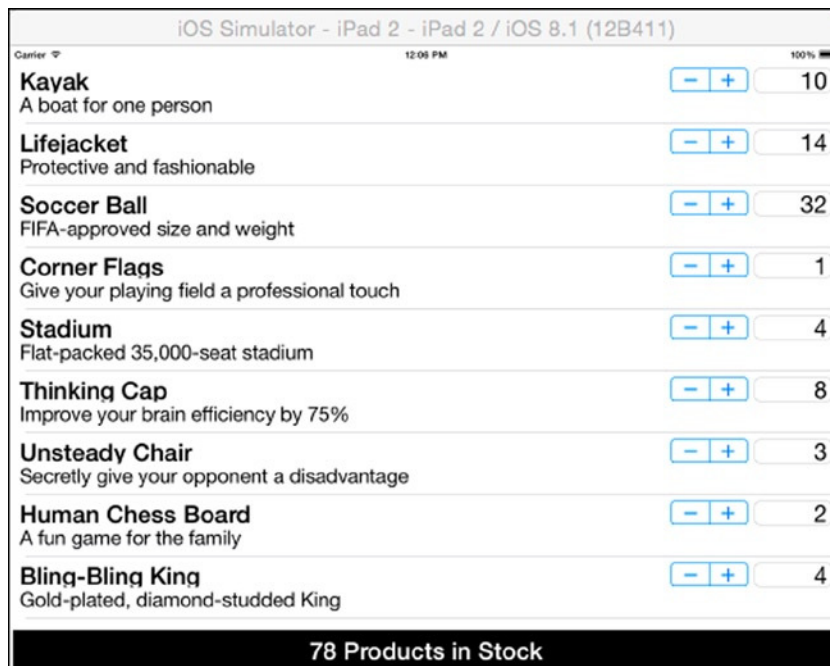 iOS Simulator - iPad 2 - iPad 2 / iOS 8.1 (12B411)
Carrier 12:06 PM 100%
Kayak - + 10
A boat for one person
Lifejacket - + 14
Protective and fashionable
Soccer Ball - + 32
FIFA-approved size and weight
Corner Flags - + 1
Give your playing field a professional touch
Stadium - + 4
Flat-packed 35,000-seat stadium
Thinking Cap - + 8
Improve your brain efficiency by 75%
Unsteady Chair - + 3
Secretly give your opponent a disadvantage
Human Chess Board - + 2
A fun game for the family
Bling-Bling King - + 4
Gold-plated, diamond-studded King
78 Products in Stock